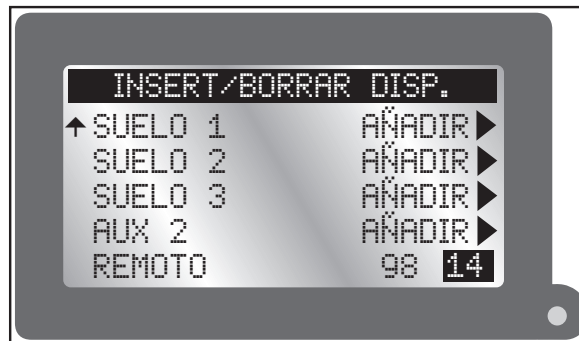 INSERT/BORRAR DISP.
SUELO 1 AÑADIR
SUELO 2 AÑADIR
SUELO 3 AÑADIR
AUX 2 AÑADIR
REMOTO 98 14